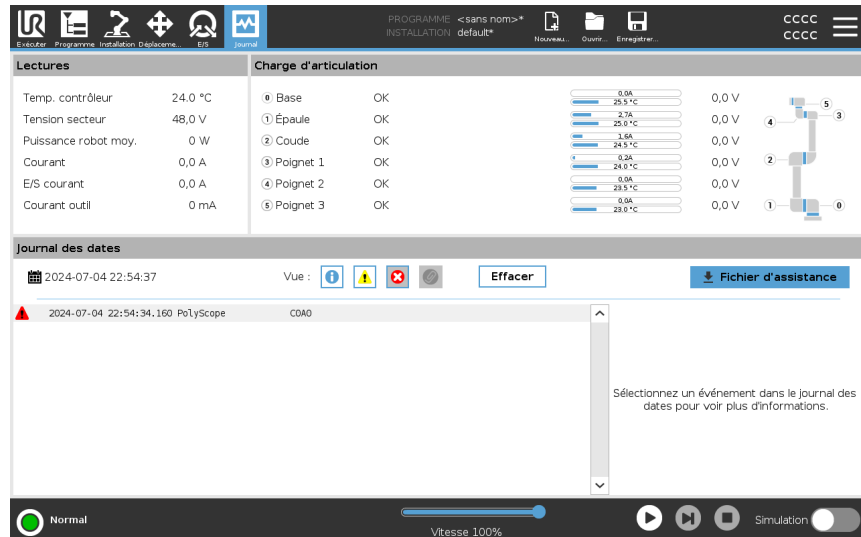 PROGRAMME <sans nom>*
INSTALLATION default*
CCCC
CCCC
Exécuter Programme Installation Déplaceme... E/S Journal
Nouveau... Ouvrir... Enregistrer...
Lectures
Charge d'articulation
Temp. contrôleur 24.0 °C
Tension secteur 48,0 V
Puissance robot moy. 0 W
Courant 0,0 A
E/S courant 0,0 A
Courant outil 0 mA
0 Base OK 0,0A 25.5 °C 0,0 V
1 Épaule OK 2,7A 25.0 °C 0,0 V
2 Coude OK 1,6A 24.5 °C 0,0 V
3 Poignet 1 OK 0,2A 24.0 °C 0,0 V
4 Poignet 2 OK 0,0A 23.5 °C 0,0 V
5 Poignet 3 OK 0,0A 23.0 °C 0,0 V
5
4 3
2
1 0
Journal des dates
2024-07-04 22:54:37 Vue : Effacer Fichier d'assistance
2024-07-04 22:54:34.160 PolyScope C0A0
Sélectionnez un événement dans le journal des
dates pour voir plus d'informations.
Normal
Vitesse 100%
Simulation